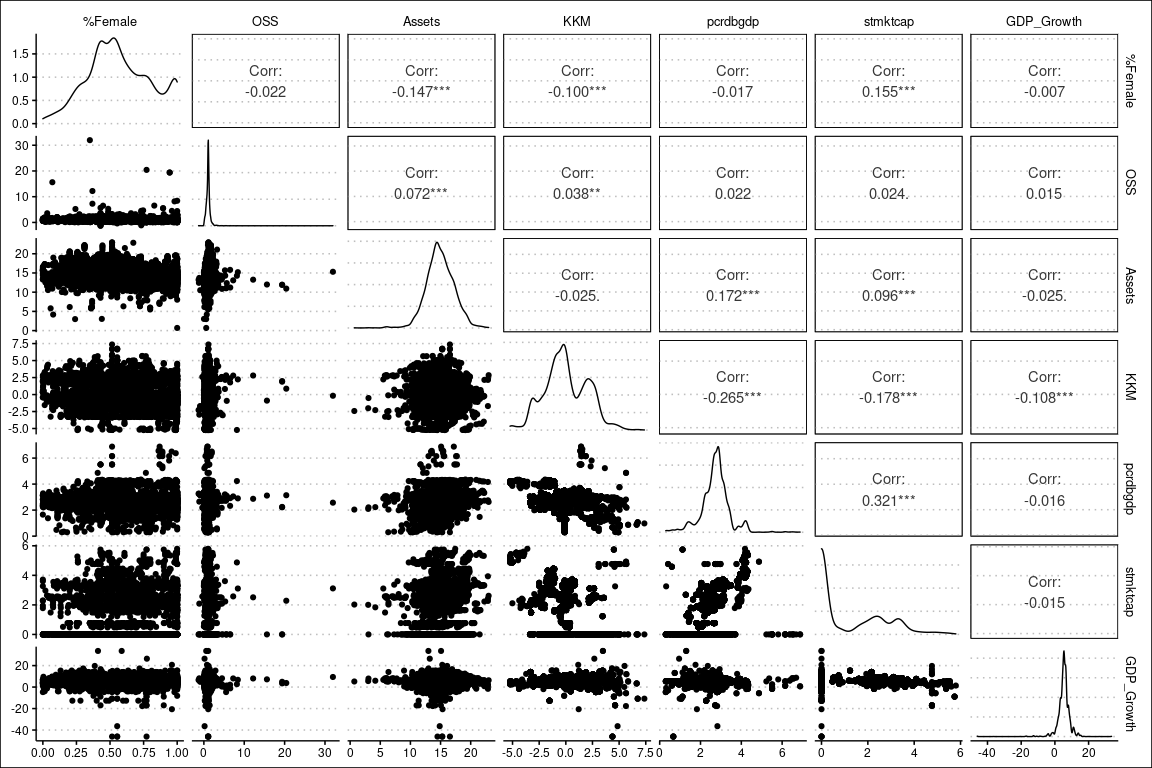 %Female OSS Assets KKM pcrdbgdp stmktcap GDP_Growth
1.5
1.0
0.5
0.0
Corr: Corr: Corr: Corr: Corr: Corr:
-0.022 -0.147*** -0.100*** -0.017 0.155*** -0.007
%Female
30
20
10
0
Corr: Corr: Corr: Corr: Corr:
0.072*** 0.038** 0.022 0.024. 0.015
OSS
20
15
10
5
0
Corr: Corr: Corr: Corr:
-0.025. 0.172*** 0.096*** -0.025.
Assets
7.5
5.0
2.5
0.0
-2.5
-5.0
Corr: Corr: Corr:
-0.265*** -0.178*** -0.108***
KKM
6
4
2
0
Corr: Corr:
0.321*** -0.016
pcrdbgdp
6
4
2
0
Corr:
-0.015
stmktcap
20
0
-20
-40
GDP_Growth
0.00 0.25 0.50 0.75 1.00 0 10 20 30 0 5 10 15 20 -5.0 -2.5 0.0 2.5 5.0 7.5 0 2 4 6 0 2 4 6 -40 -20 0 20